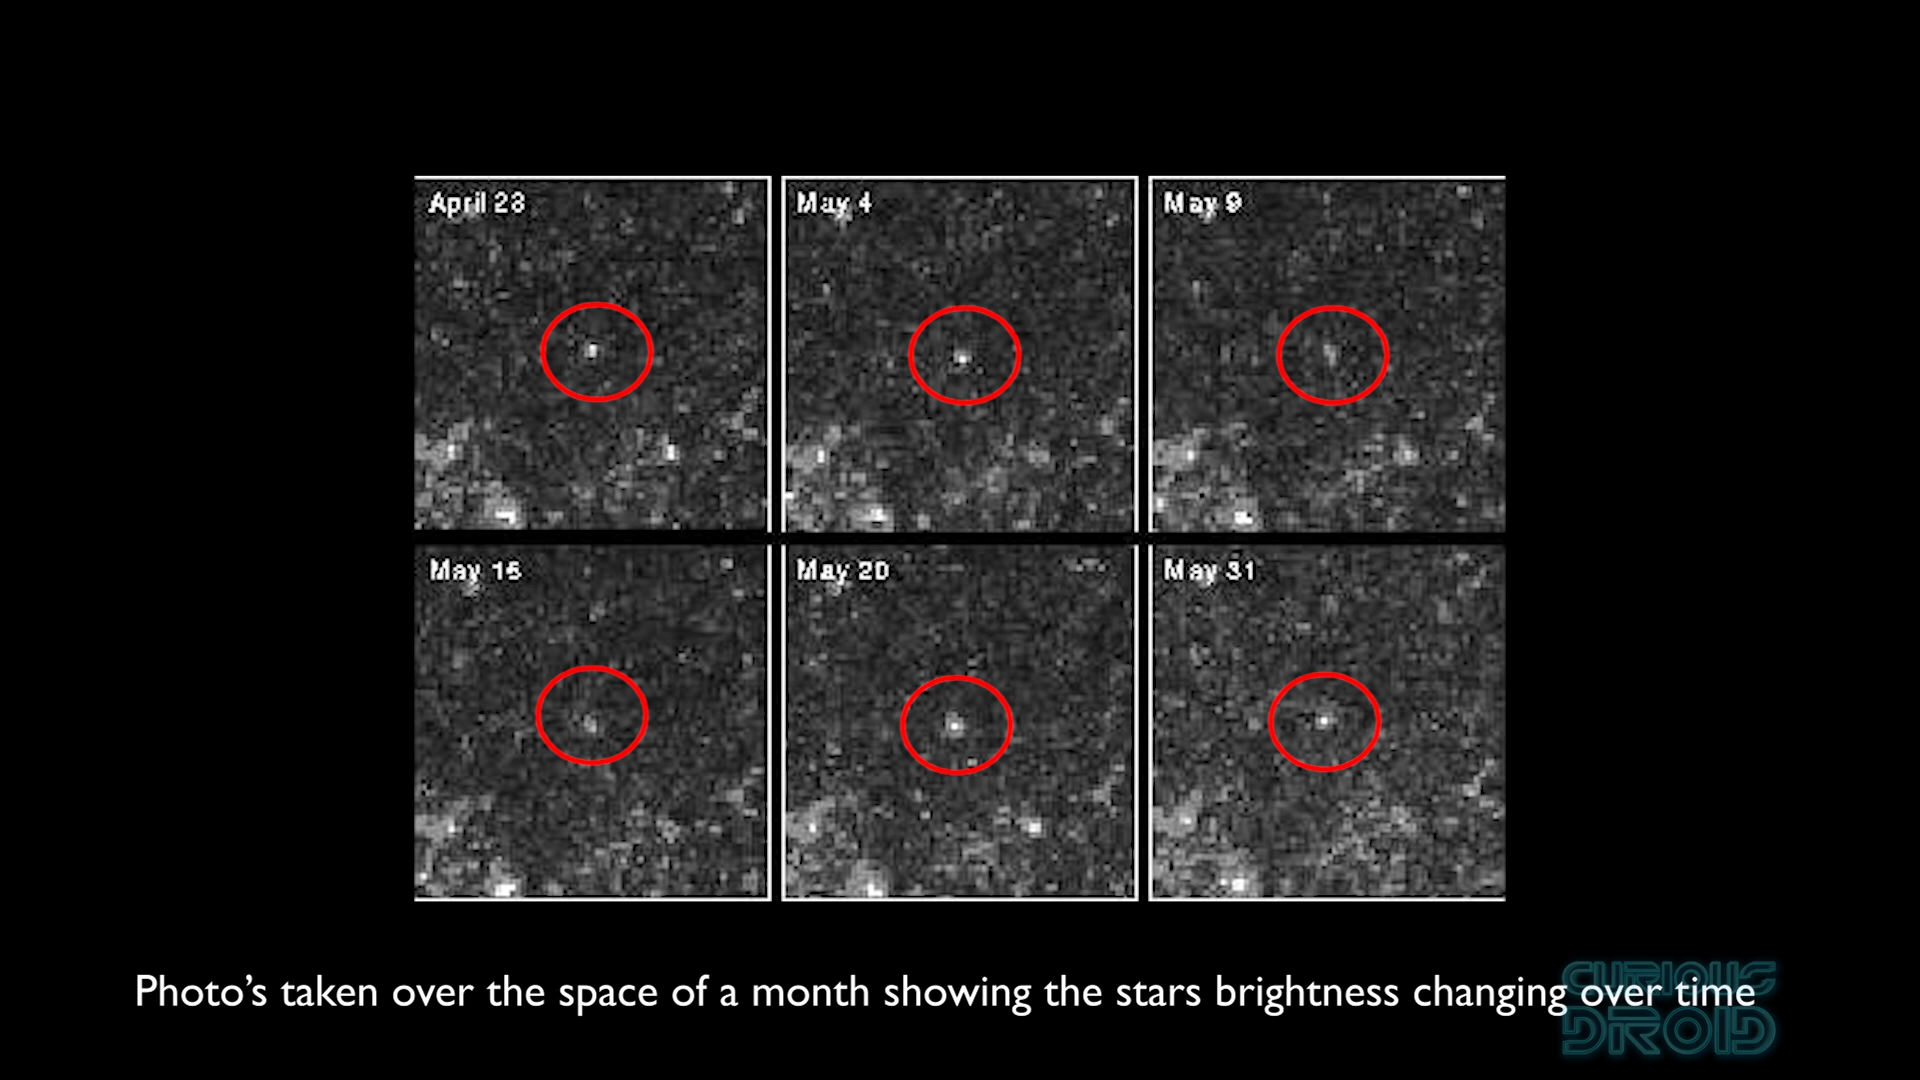 April 23
May 4
May 9
May 16
May 20
May 31
Photo’s taken over the space of a month showing the stars brightness changing over time
CURIOUS
DROID